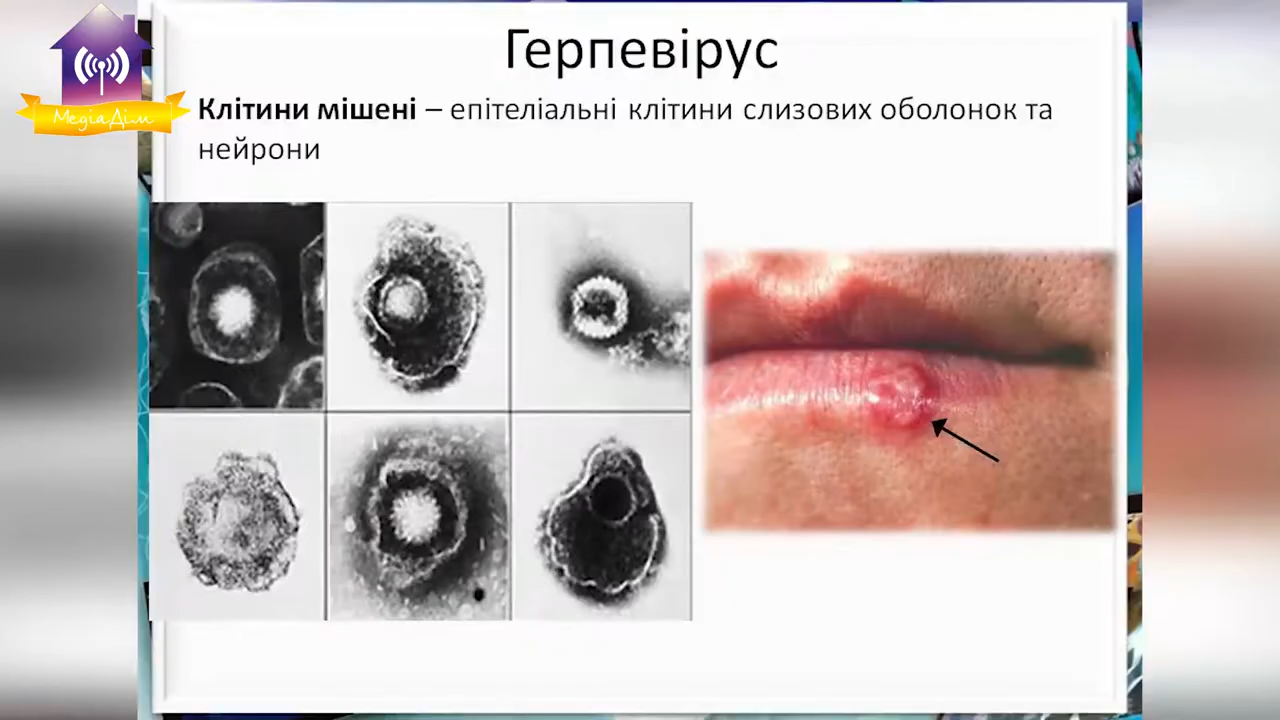 Герпевірус
МедіаДім
Клітини мішені – епітеліальні клітини слизових оболонок та
нейрони